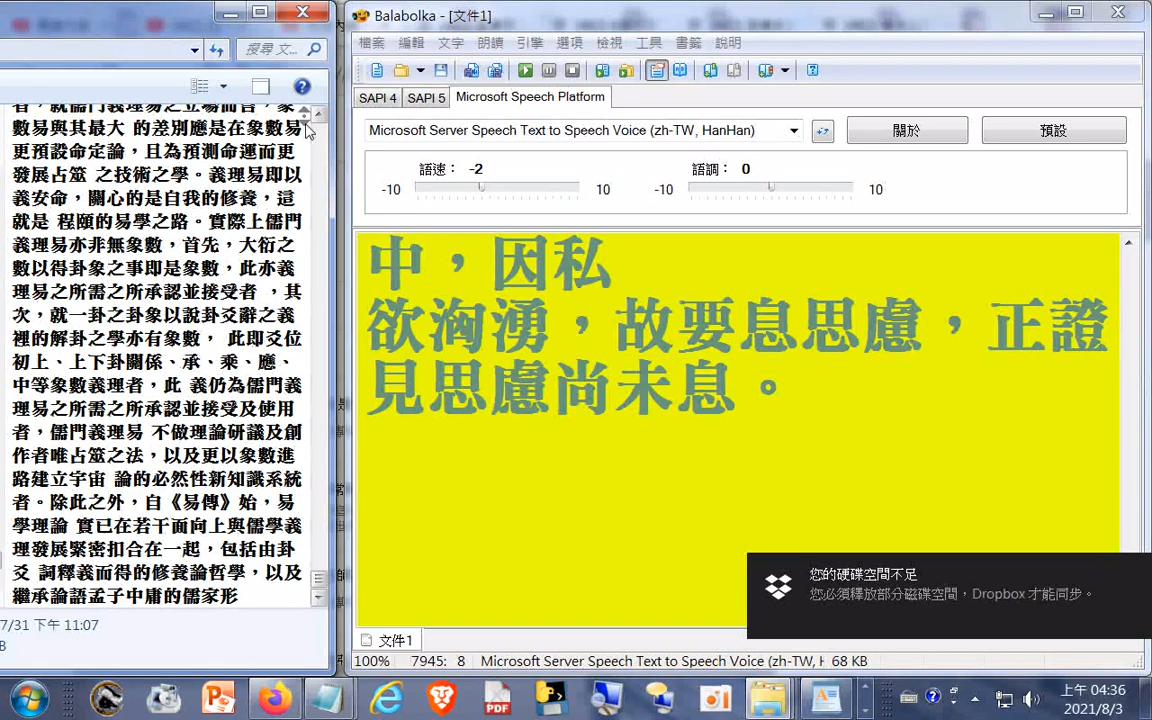 搜尋 文...
者，就儒門義理易之立場而言，象
數易與其最大 的差別應是在象數易
更預設命定論，且為預測命運而更
發展占筮 之技術之學。義理易即以
義安命，關心的是自我的修養，這
就是 程頤的易學之路。實際上儒門
義理易亦非無象數，首先，大衍之
數以得卦象之事即是象數，此亦義
理易之所需之所承認並接受者 ，其
次，就一卦之卦象以說卦爻辭之義
裡的解卦之學亦有象數， 此即爻位
初上、上下卦關係、承、乘、應、
中等象數義理者，此 義仍為儒門義
理易之所需之所承認並接受及使用
者，儒門義理易 不做理論研議及創
作者唯占筮之法，以及更以象數進
路建立宇宙 論的必然性新知識系統
者。除此之外，自《易傳》始，易
學理論 實已在若干面向上與儒學義
理發展緊密扣合在一起，包括由卦
爻 詞釋義而得的修養論哲學，以及
繼承論語孟子中庸的儒家形
7/31 下午 11:07
B
Balabolka - [文件1]
檔案 編輯 文字 朗讀 引擎 選項 檢視 工具 書籤 說明
SAPI 4 SAPI 5 Microsoft Speech Platform
Microsoft Server Speech Text to Speech Voice (zh-TW, HanHan) 關於 預設
語速： -2 語調： 0
-10 10 -10 10
中，因私
欲洶湧，故要息思慮，正證
見思慮尚未息。
您的硬碟空間不足
您必須釋放部分磁碟空間，Dropbox 才能同步。
文件1
100% 7945: 8 Microsoft Server Speech Text to Speech Voice (zh-TW, H 68 KB
PDF
上午 04:36
2021/8/3